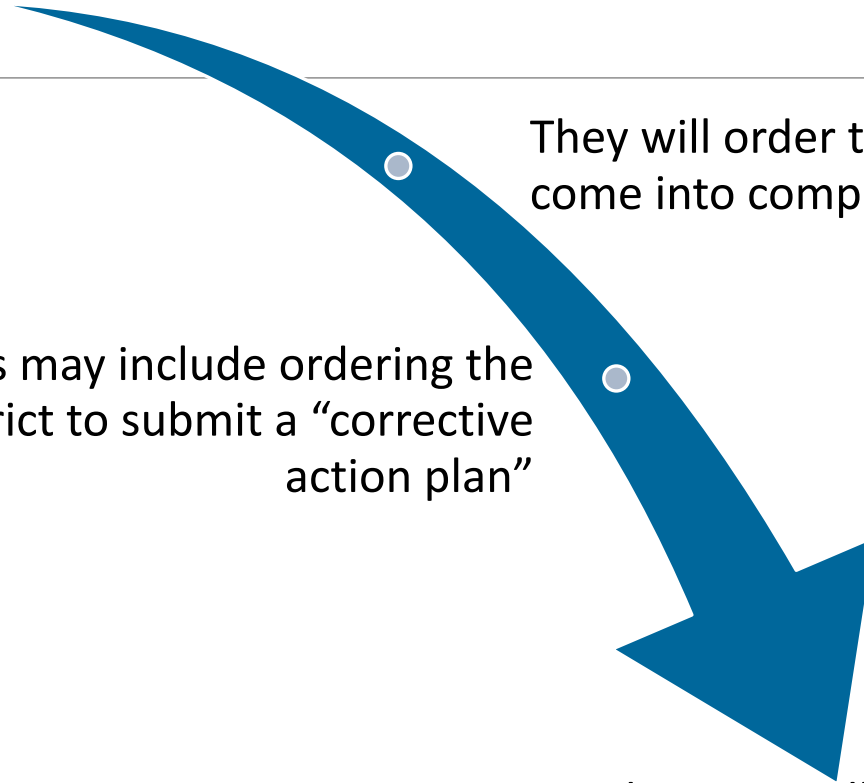 They will order t
come into comp
s may include ordering the
rict to submit a “corrective
action plan”